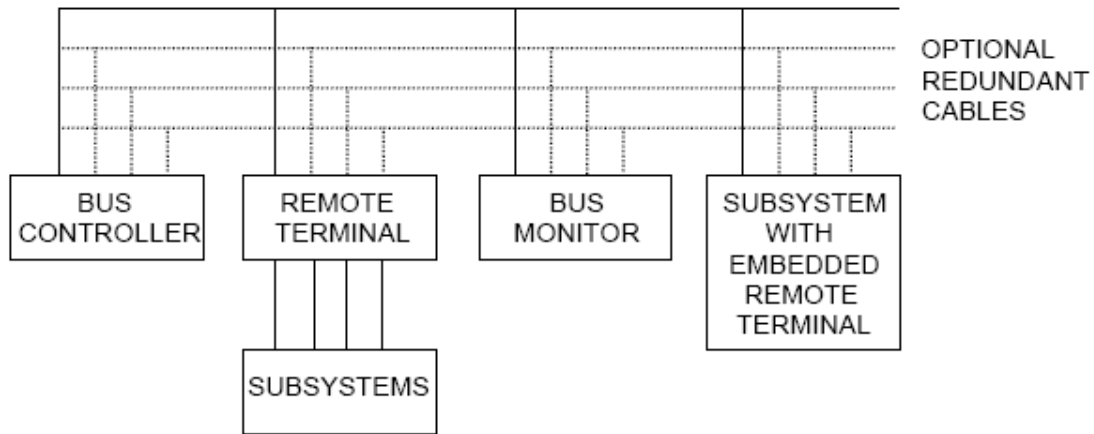 OPTIONAL
REDUNDANT
CABLES
BUS
CONTROLLER
REMOTE
TERMINAL
BUS
MONITOR
SUBSYSTEM
WITH
EMBEDDED
REMOTE
TERMINAL
SUBSYSTEMS